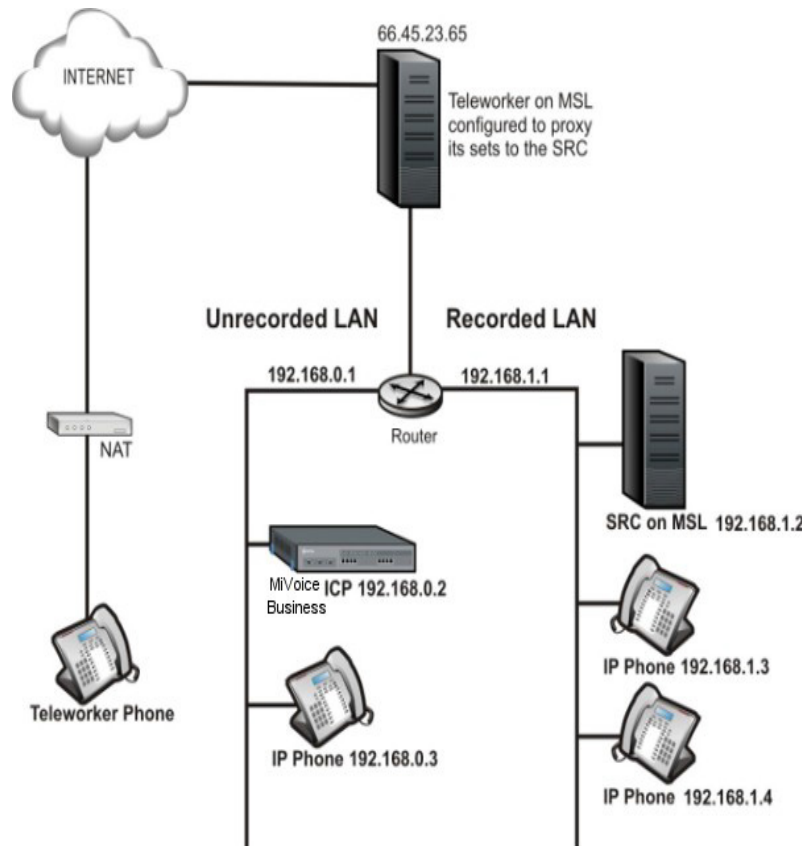 66.45.23.65
INTERNET
Teleworker on MSL
configured to proxy
its sets to the SRC
Unrecorded LAN
Recorded LAN
192.168.0.1
192.168.1.1
Router
NAT
SRC on MSL 192.168.1.2
MiVoice ICP 192.168.0.2
Business
IP Phone 192.168.1.3
Teleworker Phone
IP Phone 192.168.0.3
IP Phone 192.168.1.4